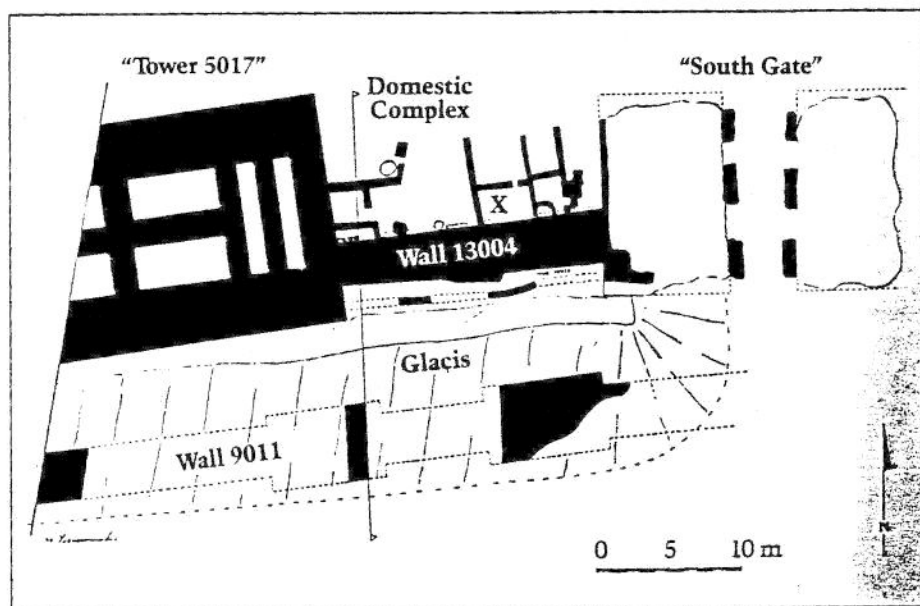 "Tower 5017"
"South Gate"
Domestic
Complex
X
Wall 13004
Glacis
Wall 9011
0 5 10 m
N